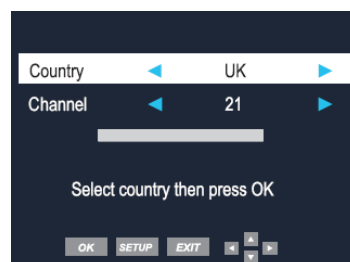 Country UK
Channel 21
Select country then press OK
OK SETUP EXIT